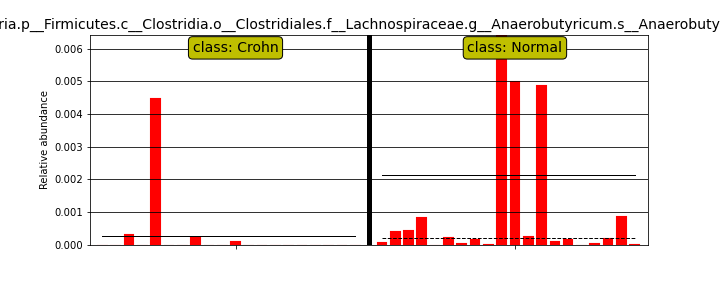 ria.p__Firmicutes.c__Clostridia.o__Clostridiales.f__Lachnospiraceae.g__Anaerobutyricum.s__Anaerobuty
class: Crohn
class: Normal
Relative abundance
0.006
0.005
0.004
0.003
0.002
0.001
0.000